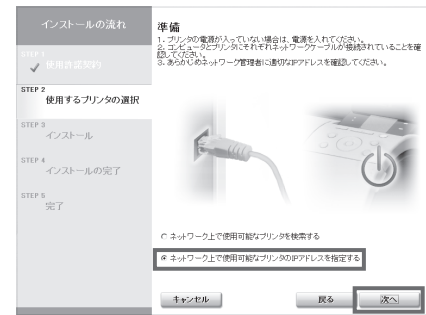 インストールの流れ
STEP 1
使用許諾契約
STEP 2
使用するプリンタの選択
STEP 3
インストール
STEP 4
インストールの完了
STEP 5
完了
準備
1. プリンタの電源が入っていない場合は、電源を入れてください。
2. コンピュータとプリンタにそれぞれネットワークケーブルが接続されていることを確
認してください。
3. あらかじめネットワーク管理者に適切なIPアドレスを確認してください。
ネットワーク上で使用可能なプリンタを検索する
ネットワーク上で使用可能なプリンタのIPアドレスを指定する
キャンセル
戻る
次へ